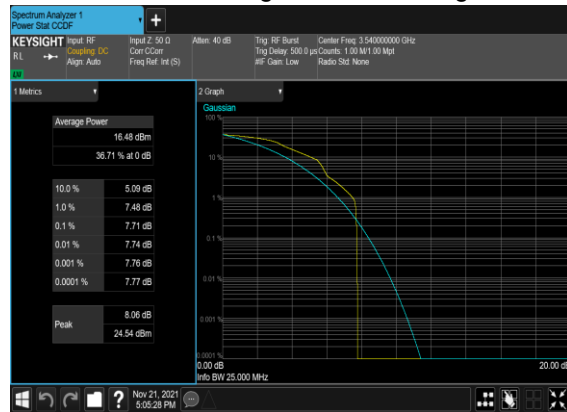 Spectrum Analyzer 1
Power Stat CCDF
+
KEYSIGHT
RL
LXI
Input: RF
Coupling: DC
Align: Auto
Input Z: 50 Ω
Corr CCorr
Freq Ref: Int (S)
Atten: 40 dB
Trig: RF Burst
Trig Delay: 500.0 µs
#IF Gain: Low
Center Freq: 3.540000000 GHz
Counts: 1.00 M/1.00 Mpt
Radio Std: None
1 Metrics
Average Power
16.48 dBm
36.71 % at 0 dB
10.0 % 5.09 dB
1.0 % 7.48 dB
0.1 % 7.71 dB
0.01 % 7.74 dB
0.001 % 7.76 dB
0.0001 % 7.77 dB
Peak
8.06 dB
24.54 dBm
2 Graph
Gaussian
100 %
10 %
1 %
0.1 %
0.01 %
0.001 %
0.0001 %
0.00 dB
20.00 dB
Info BW 25.000 MHz
?
Nov 21, 2021
5:05:28 PM